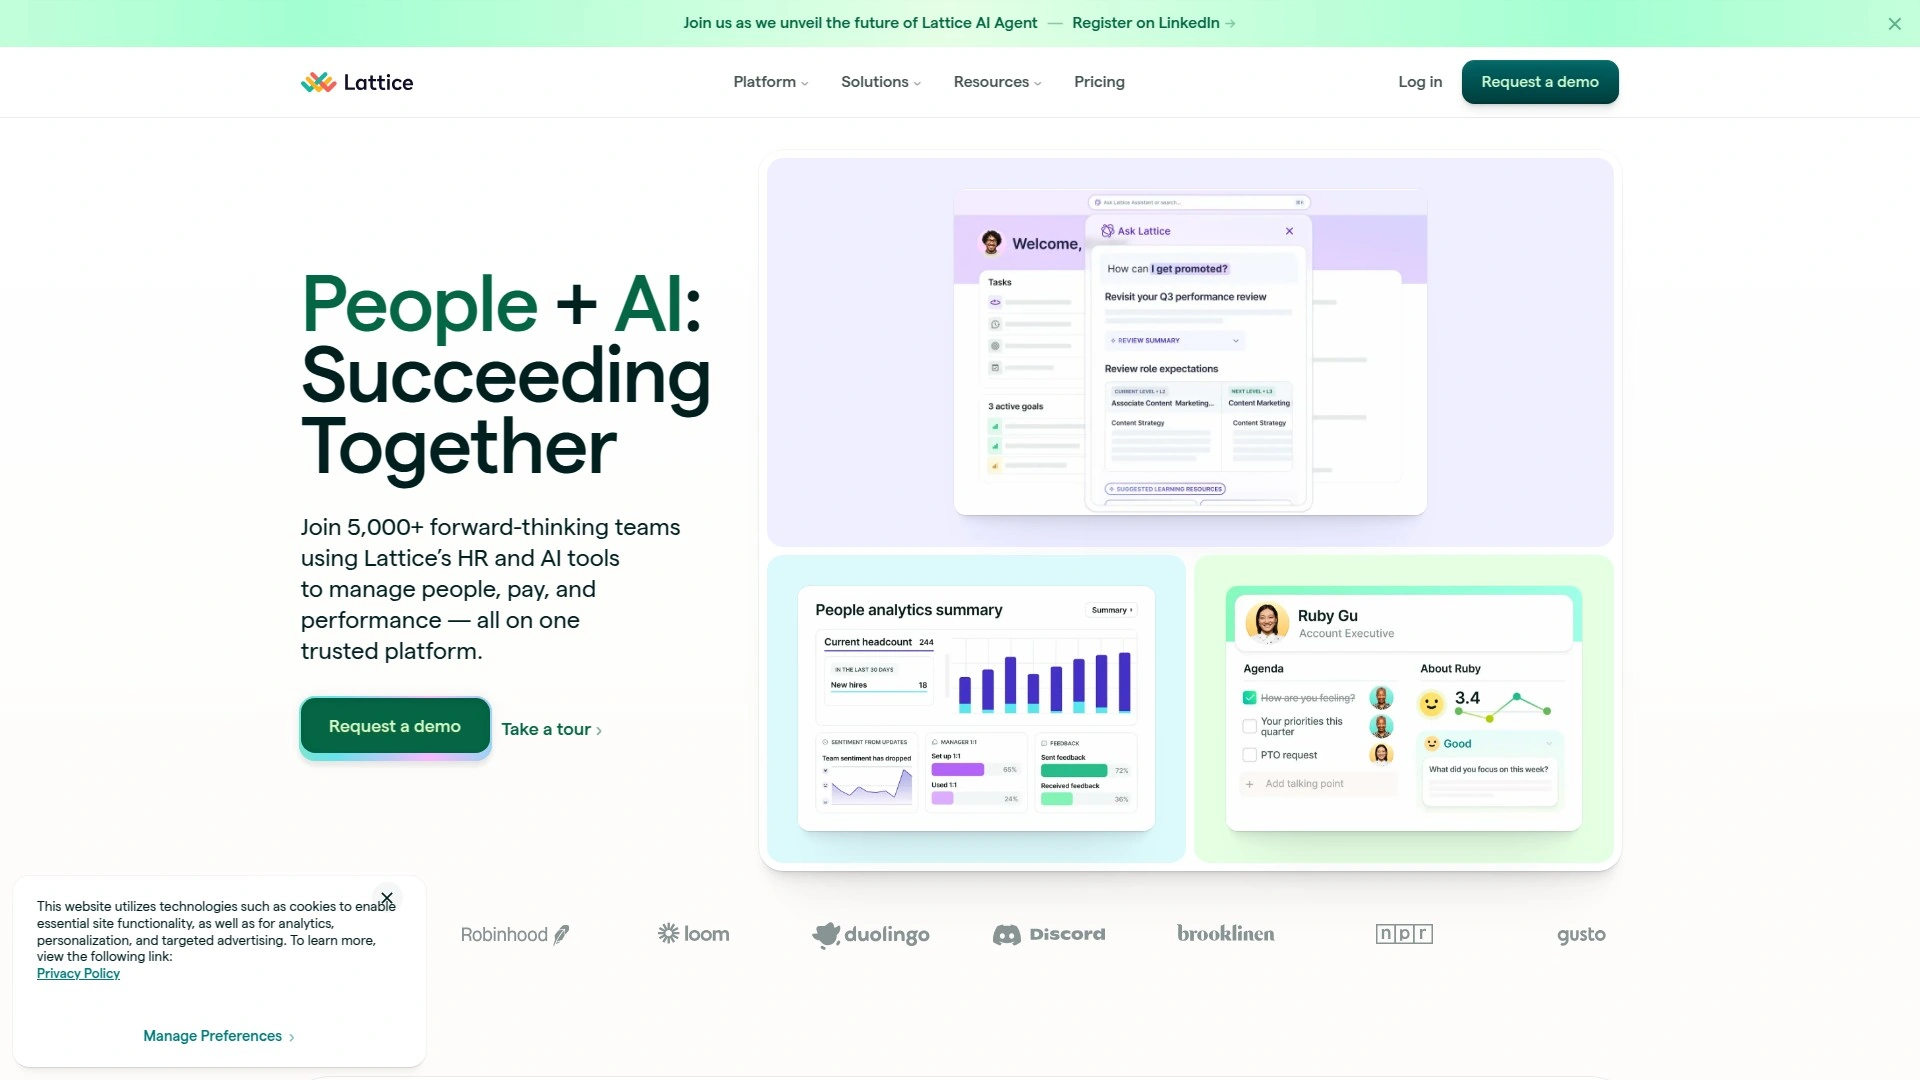 Join us as we unveil the future of Lattice AI Agent — Register on LinkedIn →
Lattice
Platform
Solutions
Resources
Pricing
Log in
Request a demo
People + AI:
Succeeding
Together
Join 5,000+ forward-thinking teams
using Lattice’s HR and AI tools
to manage people, pay, and
performance — all on one
trusted platform.
Request a demo
Take a tour ›
Ask Lattice Assistant or search...
Welcome,
Tasks
3 active goals
Ask Lattice
How can I get promoted?
Revisit your Q3 performance review
REVIEW SUMMARY
Review role expectations
CURRENT LEVEL • L2
NEXT LEVEL • L3
Associate Content Marketing...
Content Marketing
Content Strategy
Content Strategy
SUGGESTED LEARNING RESOURCES
People analytics summary
Summary ›
Current headcount 244
IN THE LAST 30 DAYS
New hires 18
SENTIMENT FROM UPDATES
Team sentiment has dropped
MANAGER 1:1
Set up 1:1
65%
Used 1:1
24%
FEEDBACK
Sent feedback
72%
Received feedback
36%
Ruby Gu
Account Executive
Agenda
How are you feeling?
Your priorities this
quarter
PTO request
+ Add talking point
About Ruby
3.4
Good
What did you focus on this week?
This website utilizes technologies such as cookies to enable
essential site functionality, as well as for analytics,
personalization, and targeted advertising. To learn more,
view the following link:
Privacy Policy
Manage Preferences ›
Robinhood
loom
duolingo
Discord
brooklinen
npr
gusto